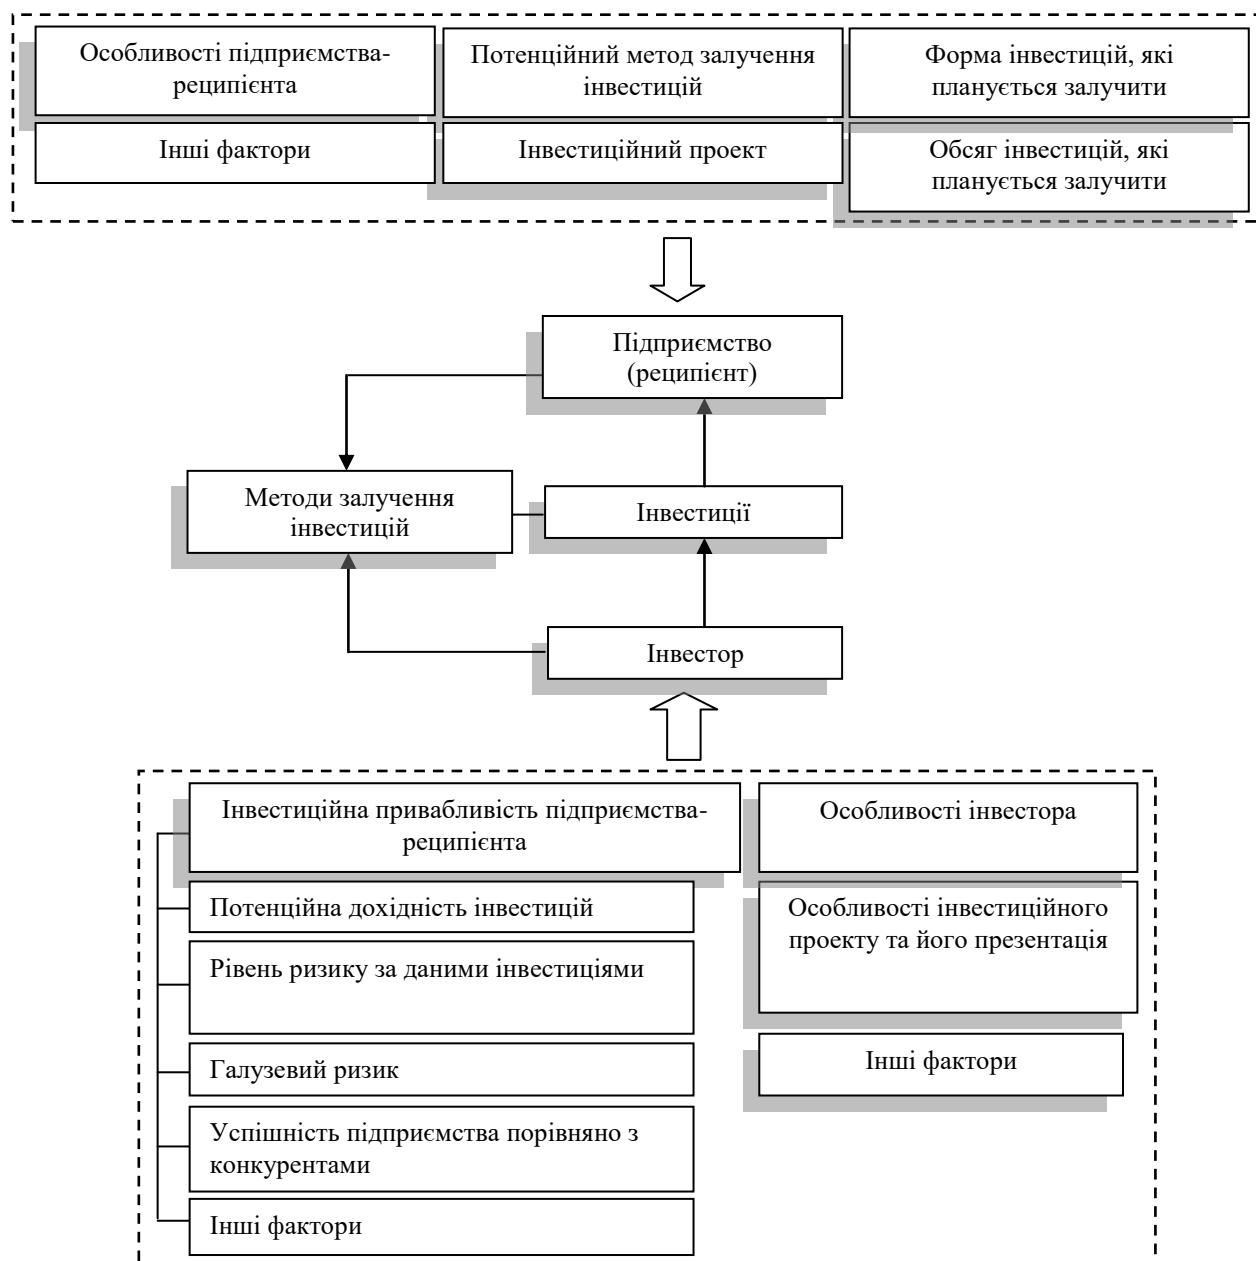 Особливості підприємства-
реципієнта
Потенційний метод залучення
інвестицій
Форма інвестицій, які
планується залучити
Інші фактори
Інвестиційний проект
Обсяг інвестицій, які
планується залучити
Підприємство
(реципієнт)
Методи залучення
інвестицій
Інвестиції
Інвестор
Інвестиційна привабливість підприємства-
реципієнта
Потенційна дохідність інвестицій
Рівень ризику за даними інвестиціями
Галузевий ризик
Успішність підприємства порівняно з
конкурентами
Інші фактори
Особливості інвестора
Особливості інвестиційного
проекту та його презентація
Інші фактори